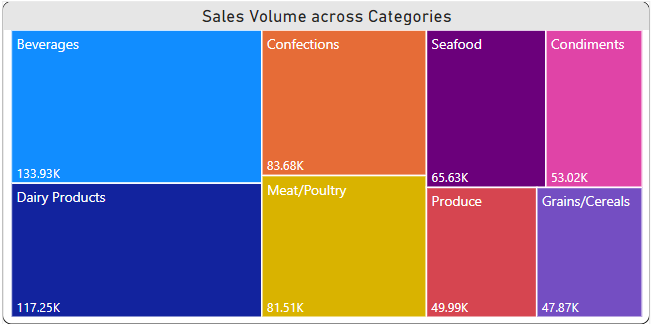 Sales Volume across Categories
Beverages
133.93K
Dairy Products
117.25K
Confections
83.68K
Meat/Poultry
81.51K
Seafood
65.63K
Condiments
53.02K
Produce
49.99K
Grains/Cereals
47.87K